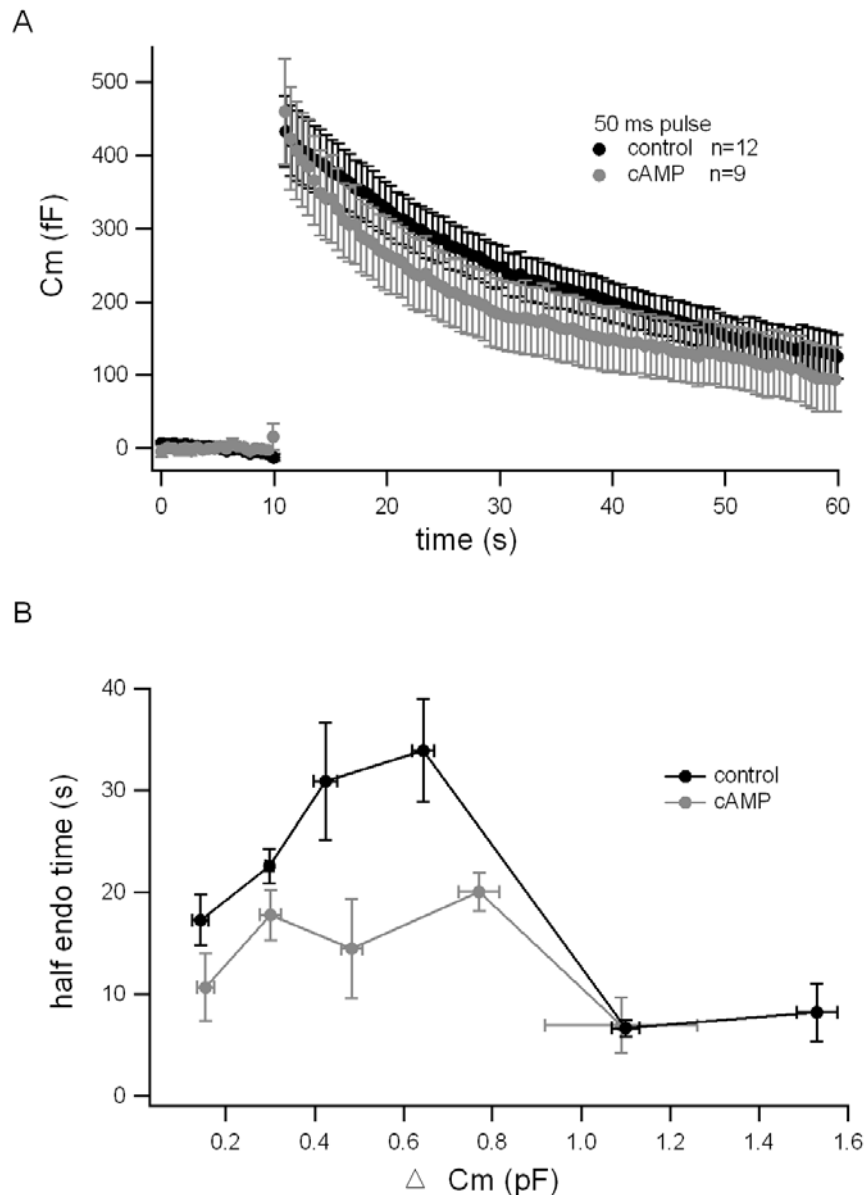 A
500
400
300
200
100
0
Cm (fF)
50 ms pulse
control n=12
cAMP n=9
0 10 20 30 40 50 60
time (s)
B
40
30
20
10
0
half endo time (s)
control
cAMP
0.2 0.4 0.6 0.8 1.0 1.2 1.4 1.6
△ Cm (pF)